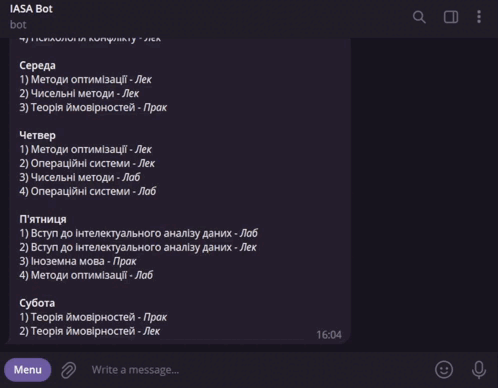 IASA Bot
bot
4) Психологія конфлікту - Лек
Середа
1) Методи оптимізації - Лек
2) Чисельні методи - Лек
3) Теорія ймовірностей - Прак
Четвер
1) Методи оптимізації - Лек
2) Операційні системи - Лек
3) Чисельні методи - Лаб
4) Операційні системи - Лаб
П'ятниця
1) Вступ до інтелектуального аналізу даних - Лаб
2) Вступ до інтелектуального аналізу даних - Лек
3) Іноземна мова - Прак
4) Методи оптимізації - Лаб
Субота
1) Теорія ймовірностей - Прак
2) Теорія ймовірностей - Лек
16:04
Menu
Write a message...